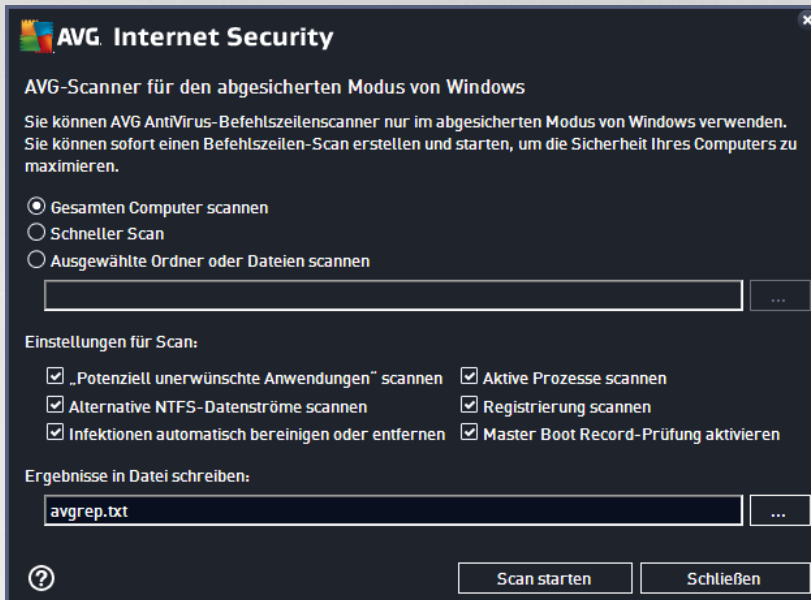 AVG Internet Security
AVG-Scanner für den abgesicherten Modus von Windows
Sie können AVG AntiVirus-Befehlszeilenscanner nur im abgesicherten Modus von Windows verwenden.
Sie können sofort einen Befehlszeilen-Scan erstellen und starten, um die Sicherheit Ihres Computers zu
maximieren.
Gesamten Computer scannen
Schneller Scan
Ausgewählte Ordner oder Dateien scannen
...
Einstellungen für Scan:
„Potenziell unerwünschte Anwendungen“ scannen Aktive Prozesse scannen
Alternative NTFS-Datenströme scannen Registrierung scannen
Infektionen automatisch bereinigen oder entfernen Master Boot Record-Prüfung aktivieren
Ergebnisse in Datei schreiben:
avgrep.txt ...
? Scan starten Schließen